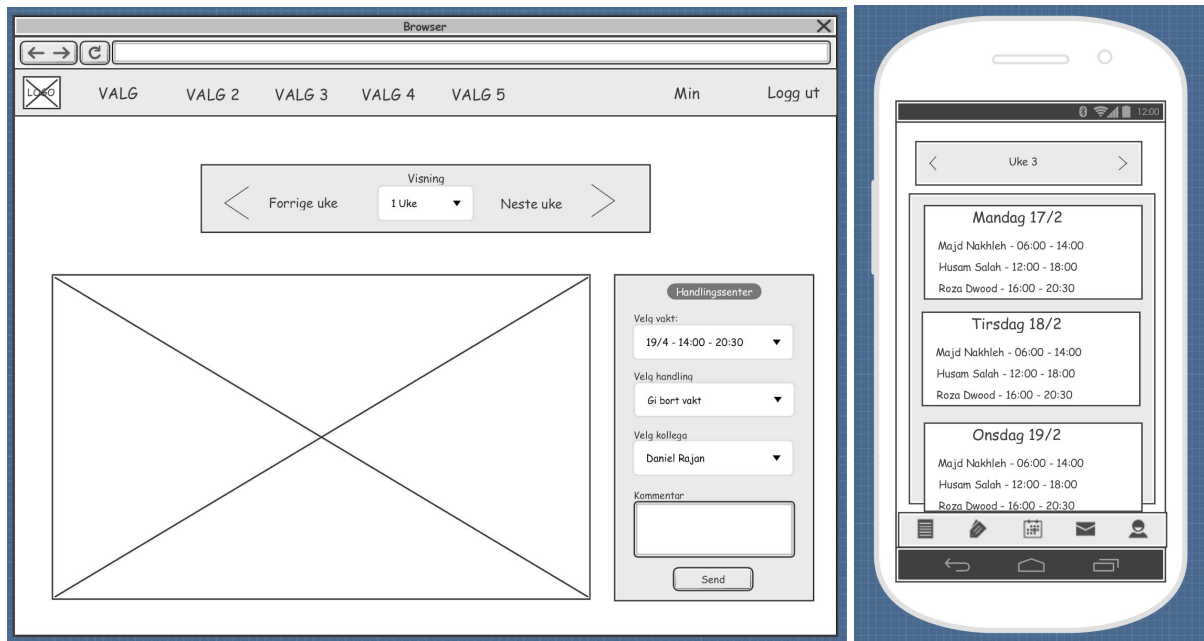 Browser
LOGO
VALG
VALG 2
VALG 3
VALG 4
VALG 5
Min
Logg ut
Visning
Forrige uke
1 Uke
Neste uke
Handlingssenter
Velg vakt:
19/4 - 14:00 - 20:30
Velg handling
Gi bort vakt
Velg kollega
Daniel Rajan
Kommentar
Send
12:00
Uke 3
Mandag 17/2
Majd Nakhleh - 06:00 - 14:00
Husam Salah - 12:00 - 18:00
Roza Dwood - 16:00 - 20:30
Tirsdag 18/2
Majd Nakhleh - 06:00 - 14:00
Husam Salah - 12:00 - 18:00
Roza Dwood - 16:00 - 20:30
Onsdag 19/2
Majd Nakhleh - 06:00 - 14:00
Husam Salah - 12:00 - 18:00
Roza Dwood - 16:00 - 20:30